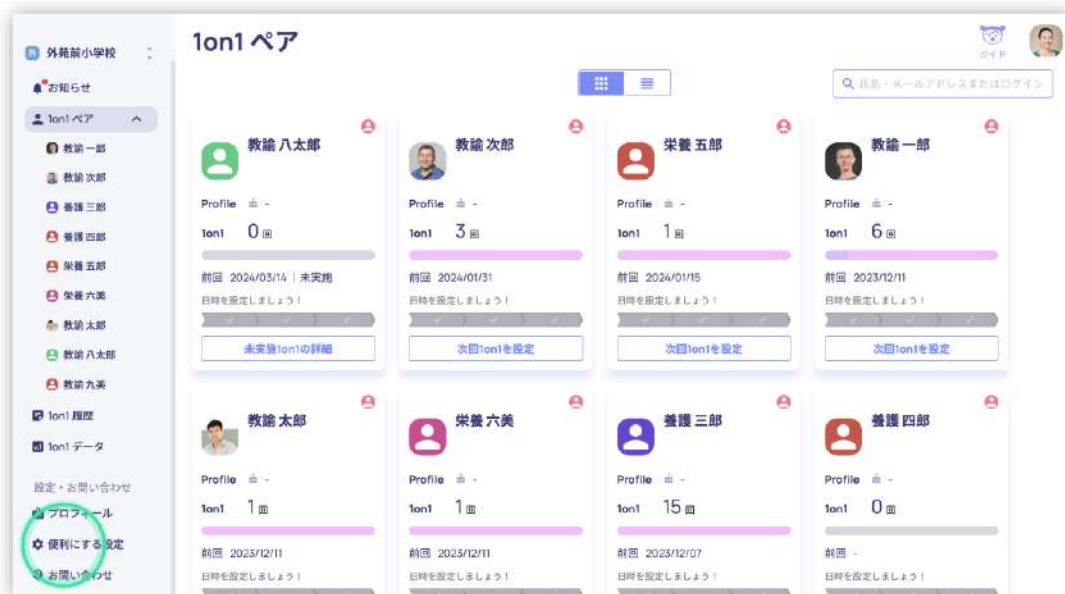 外苑前小学校
お知らせ
1on1 ペア
教諭 一郎
教諭 次郎
養護 三郎
養護 四郎
栄養 五郎
栄養 六美
教諭 太郎
教諭 八太郎
教諭 九美
1on1 履歴
1on1 データ
設定・お問い合わせ
プロフィール
便利にする設定
お問い合わせ
1on1 ペア
ガイド
氏名・メールアドレスまたはログイン
教諭 八太郎
Profile -
1on1 0回
前回 2024/03/14 | 未実施
日時を設定しましょう!
未実施1on1の詳細
教諭 次郎
Profile -
1on1 3回
前回 2024/01/31
日時を設定しましょう!
次回1on1を設定
栄養 五郎
Profile -
1on1 1回
前回 2024/01/15
日時を設定しましょう!
次回1on1を設定
教諭 一郎
Profile -
1on1 6回
前回 2023/12/11
日時を設定しましょう!
次回1on1を設定
教諭 太郎
Profile -
1on1 1回
前回 2023/12/11
日時を設定しましょう!
栄養 六美
Profile -
1on1 1回
前回 2023/12/11
日時を設定しましょう!
養護 三郎
Profile -
1on1 15回
前回 2023/12/07
日時を設定しましょう!
養護 四郎
Profile -
1on1 0回
前回 -
日時を設定しましょう!